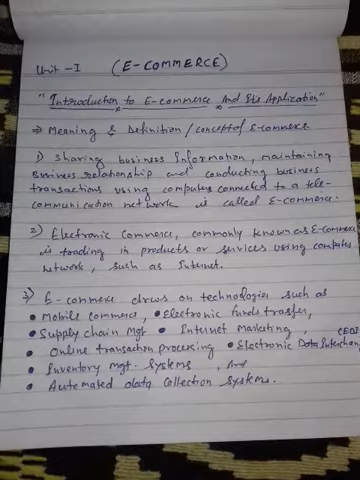 Unit - I (E-COMMERCE)
"Introduction to E-commerce And Its Application"
⇒ Meaning & Definition / concept of E-commerce
1) Sharing business Information, maintaining
Business relationship and conducting business
transactions using computers connected to a tele-
communication network is called E-commerce.
2) Electronic Commerce, commonly known as E-commerce
is trading in products or services using computer
network, such as Internet.
3) E-commerce draws on technologies such as
• Mobile commerce, • Electronic funds trasfer,
• Supply chain Mgt • Internet Marketing,
(EDI)
• Online transaction processing • Electronic Data Interchang
• Inventory mgt. Systems, And
• Automated data Collection Systems.